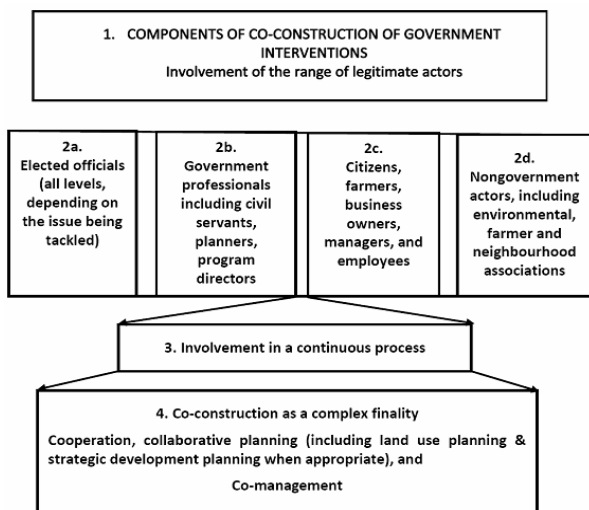 1. COMPONENTS OF CO-CONSTRUCTION OF GOVERNMENT
INTERVENTIONS
Involvement of the range of legitimate actors
2a.
Elected officials
(all levels,
depending on
the issue being
tackled)
2b.
Government
professionals
including civil
servants,
planners,
program
directors
2c.
Citizens,
farmers,
business
owners,
managers, and
employees
2d.
Nongovernment
actors, including
environmental,
farmer and
neighbourhood
associations
3. Involvement in a continuous process
4. Co-construction as a complex finality
Cooperation, collaborative planning (including land use planning &
strategic development planning when appropriate), and
Co-management